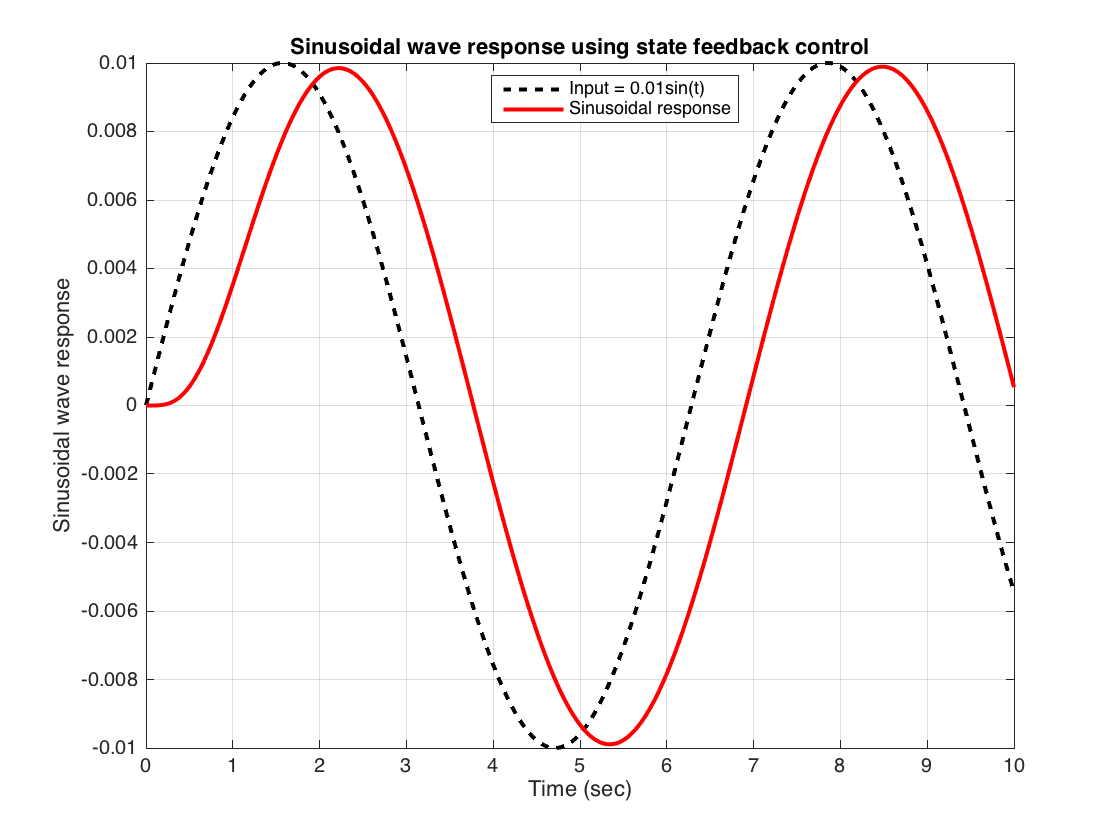 Sinusoidal wave response using state feedback control
Input = 0.01sin(t)
Sinusoidal response
Sinusoidal wave response
0.01
0.008
0.006
0.004
0.002
0
-0.002
-0.004
-0.006
-0.008
-0.01
0 1 2 3 4 5 6 7 8 9 10
Time (sec)